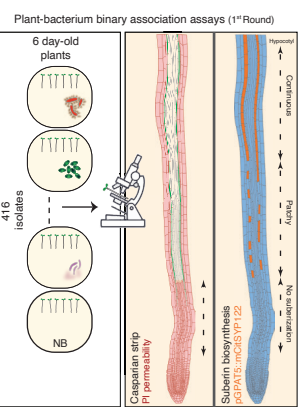 Plant-bacterium binary association assays (1st Round)
6 day-old
plants
416
isolates
NB
Casparian strip
PI permeability
Suberin biosynthesis
pGPAT5::mCitSYP122
Hypocotyl
Continuous
Patchy
No suberization